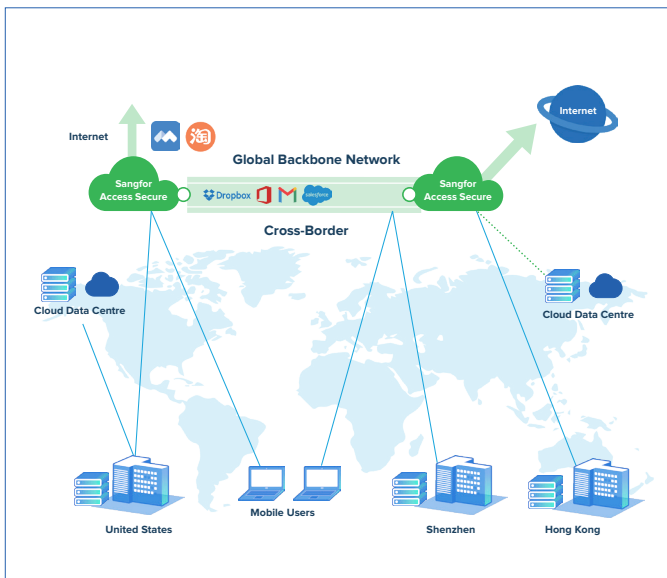 Internet
淘
Internet
Global Backbone Network
Sangfor
Access Secure
Dropbox
salesforce
Sangfor
Access Secure
Cross-Border
Cloud Data Centre
Cloud Data Centre
United States
Mobile Users
Shenzhen
Hong Kong